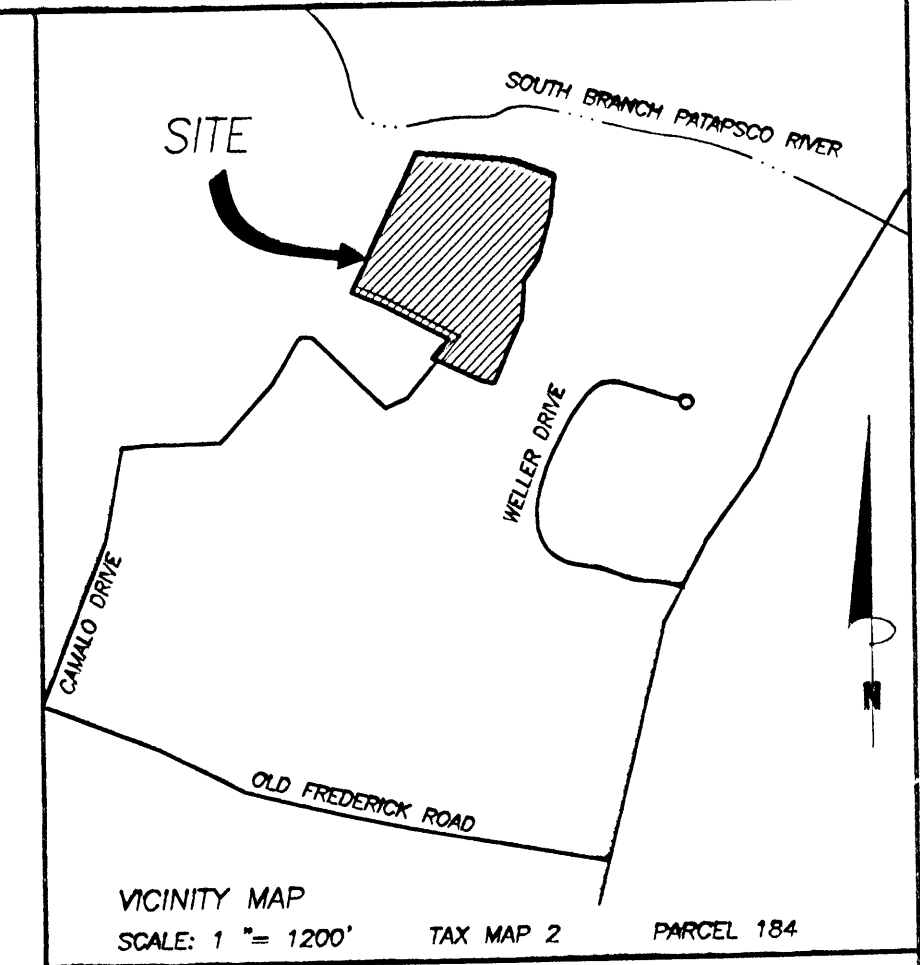 SOUTH BRANCH PATAPSCO RIVER
SITE
WELLER DRIVE
CAMALO DRIVE
N
OLD FREDERICK ROAD
VICINITY MAP
SCALE: 1 "= 1200' TAX MAP 2 PARCEL 184